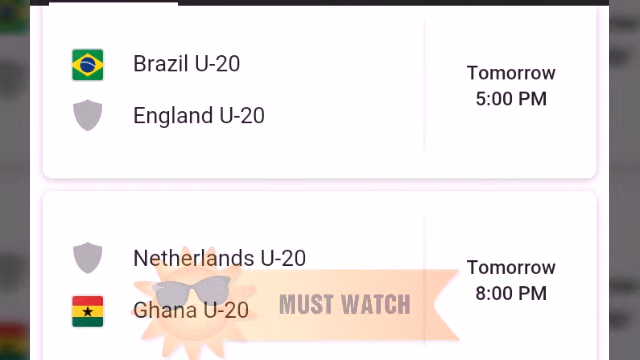 Brazil U-20
England U-20
Tomorrow
5:00 PM
Netherlands U-20
Ghana U-20
Tomorrow
8:00 PM
MUST WATCH